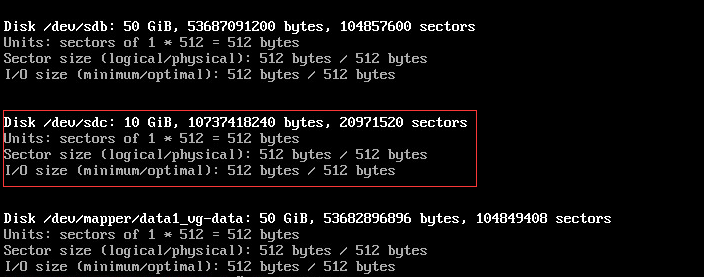 Disk /dev/sdb: 50 GiB, 53687091200 bytes, 104857600 sectors
Units: sectors of 1 * 512 = 512 bytes
Sector size (logical/physical): 512 bytes / 512 bytes
I/O size (minimum/optimal): 512 bytes / 512 bytes
Disk /dev/sdc: 10 GiB, 10737418240 bytes, 20971520 sectors
Units: sectors of 1 * 512 = 512 bytes
Sector size (logical/physical): 512 bytes / 512 bytes
I/O size (minimum/optimal): 512 bytes / 512 bytes
Disk /dev/mapper/data1_vg-data: 50 GiB, 53682896896 bytes, 104849408 sectors
Units: sectors of 1 * 512 = 512 bytes
Sector size (logical/physical): 512 bytes / 512 bytes
I/O size (minimum/optimal): 512 bytes / 512 bytes